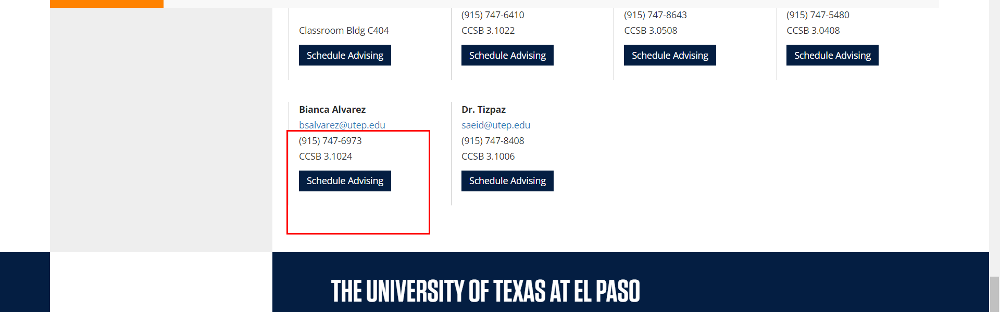 (915) 747-6410
(915) 747-8643
(915) 747-5480
Classroom Bldg C404
CCSB 3.1022
CCSB 3.0508
CCSB 3.0408
Schedule Advising
Schedule Advising
Schedule Advising
Schedule Advising
Bianca Alvarez
bsalvarez@utep.edu
(915) 747-6973
CCSB 3.1024
Schedule Advising
Dr. Tizpaz
saeid@utep.edu
(915) 747-8408
CCSB 3.1006
Schedule Advising
THE UNIVERSITY OF TEXAS AT EL PASO